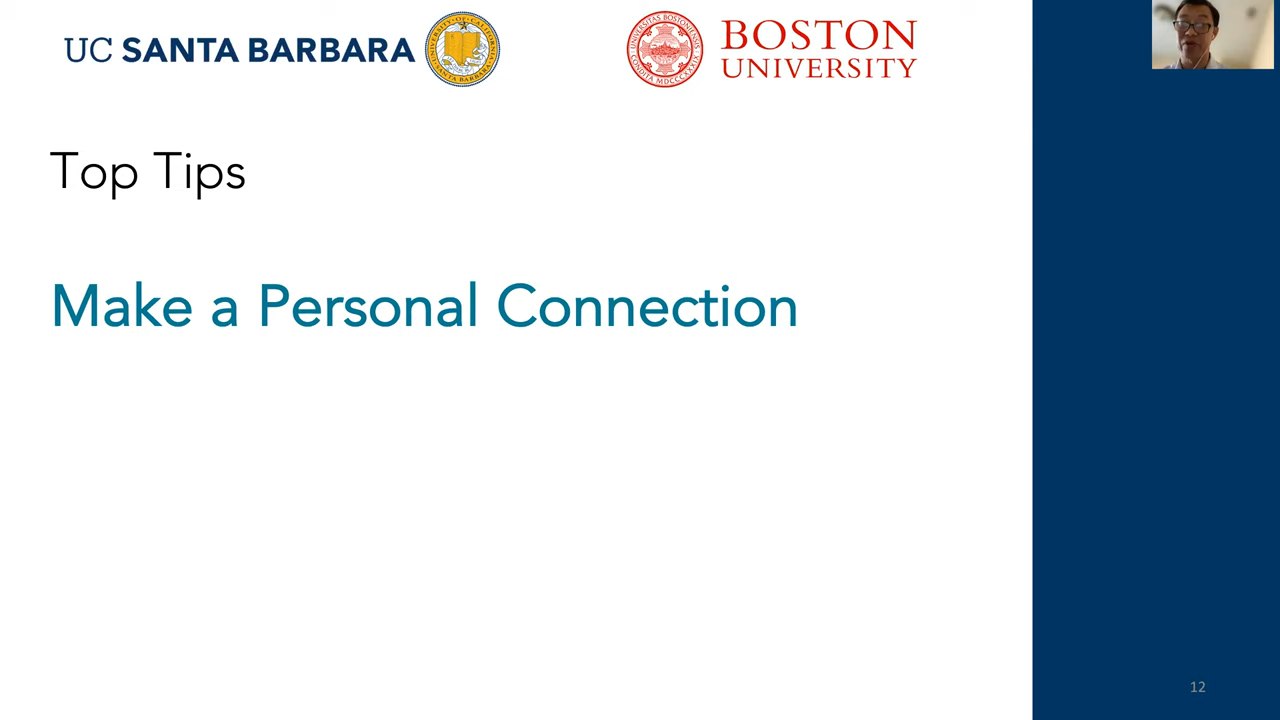 UC SANTA BARBARA
BOSTON
UNIVERSITY
Top Tips
Make a Personal Connection
12